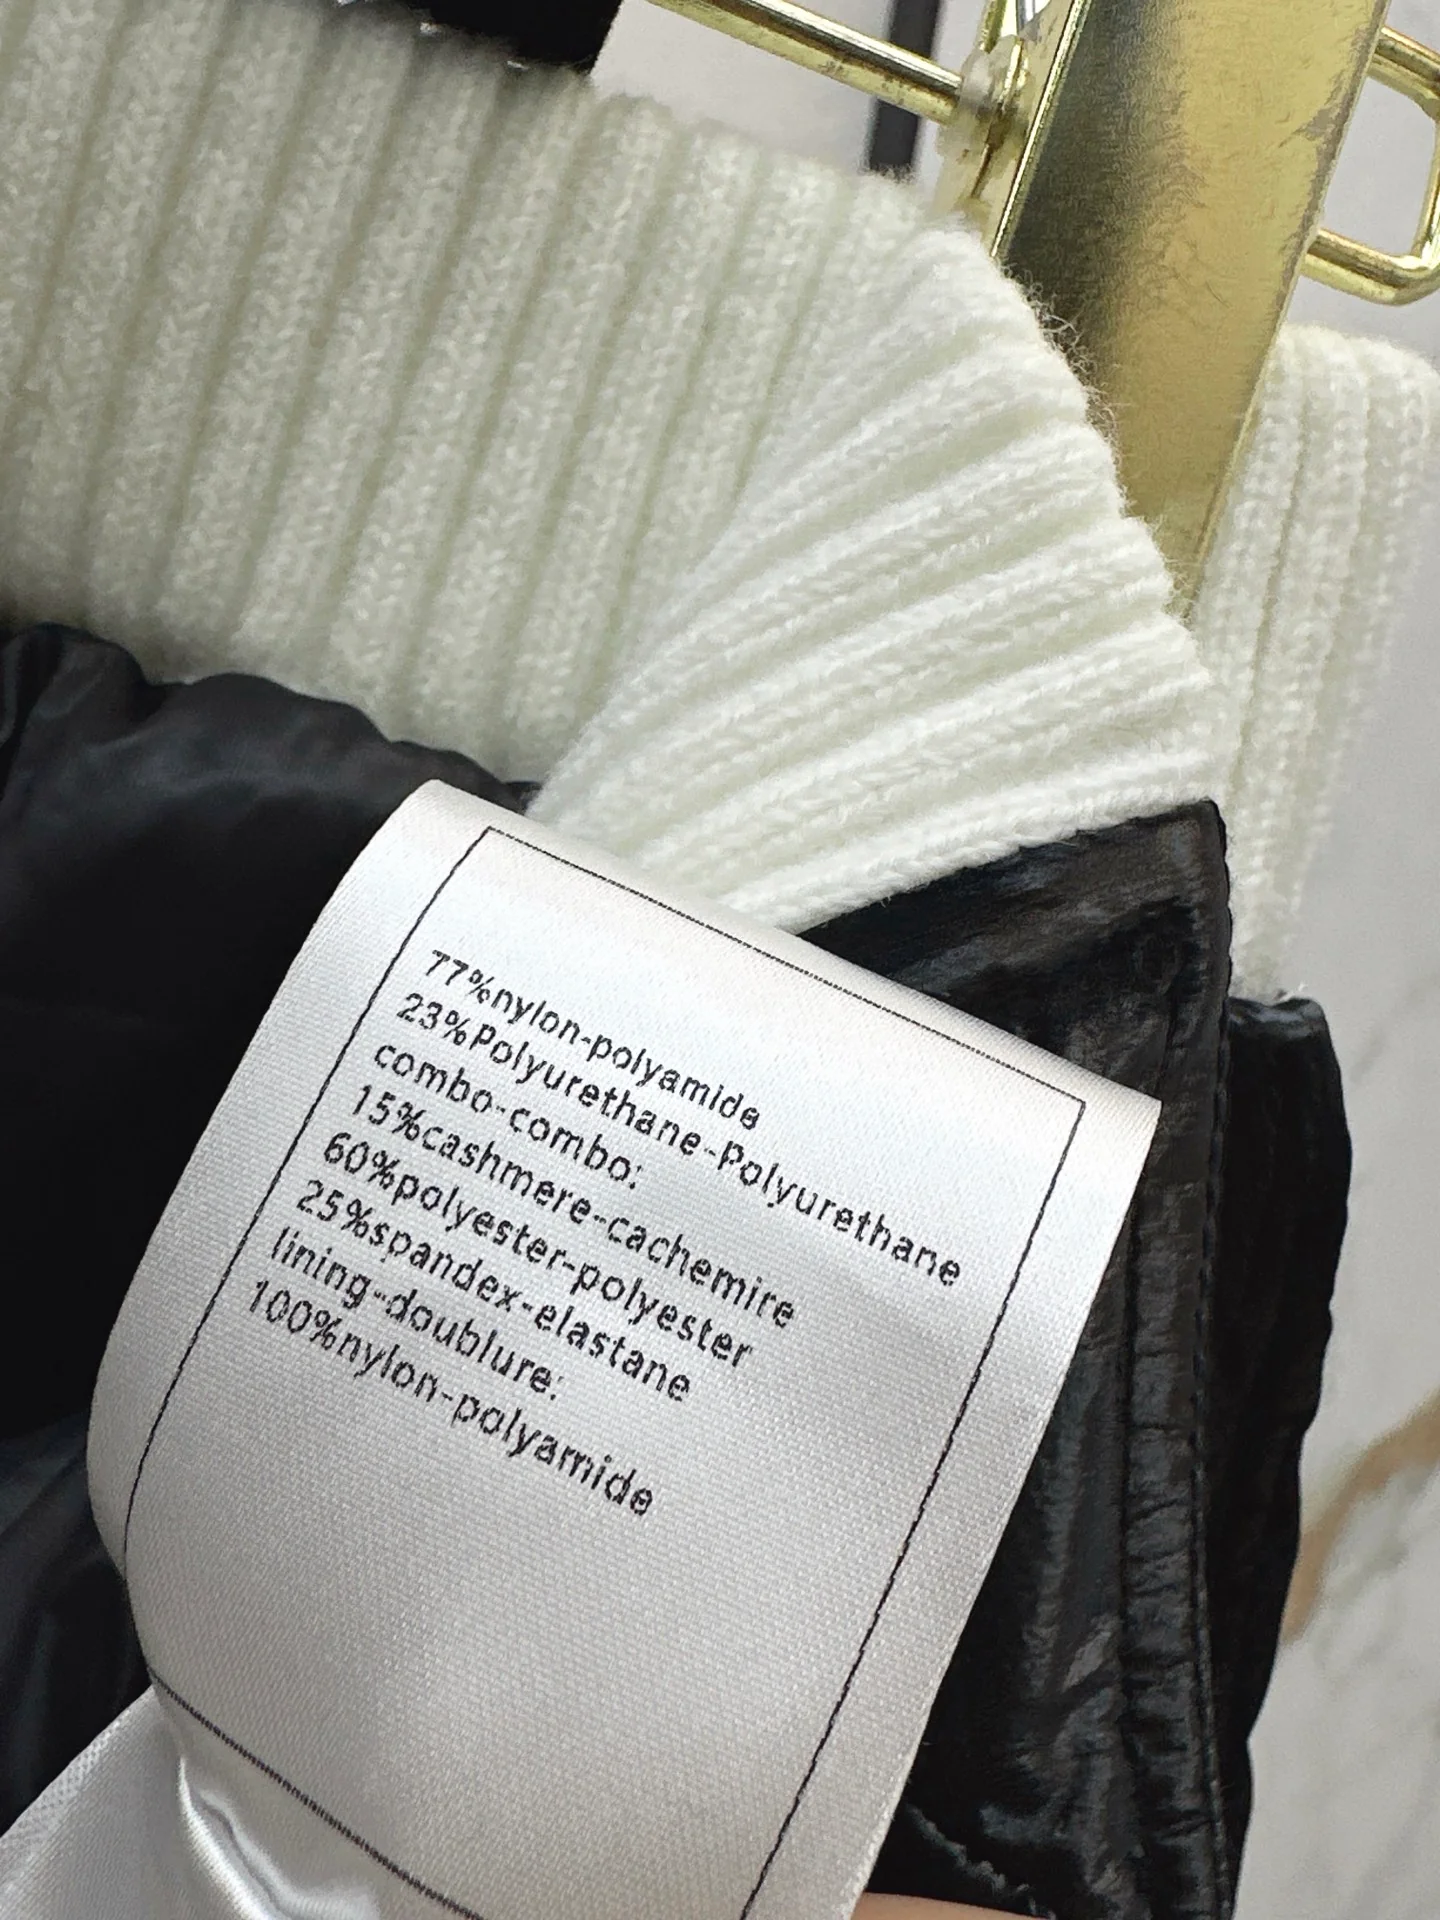 77%nylon-polyamide
23%Polyurethane-Polyurethane
combo-combo:
15%cashmere-cachemire
60%polyester-polyester
25%spandex-elastane
lining-doublure:
100%nylon-polyamide